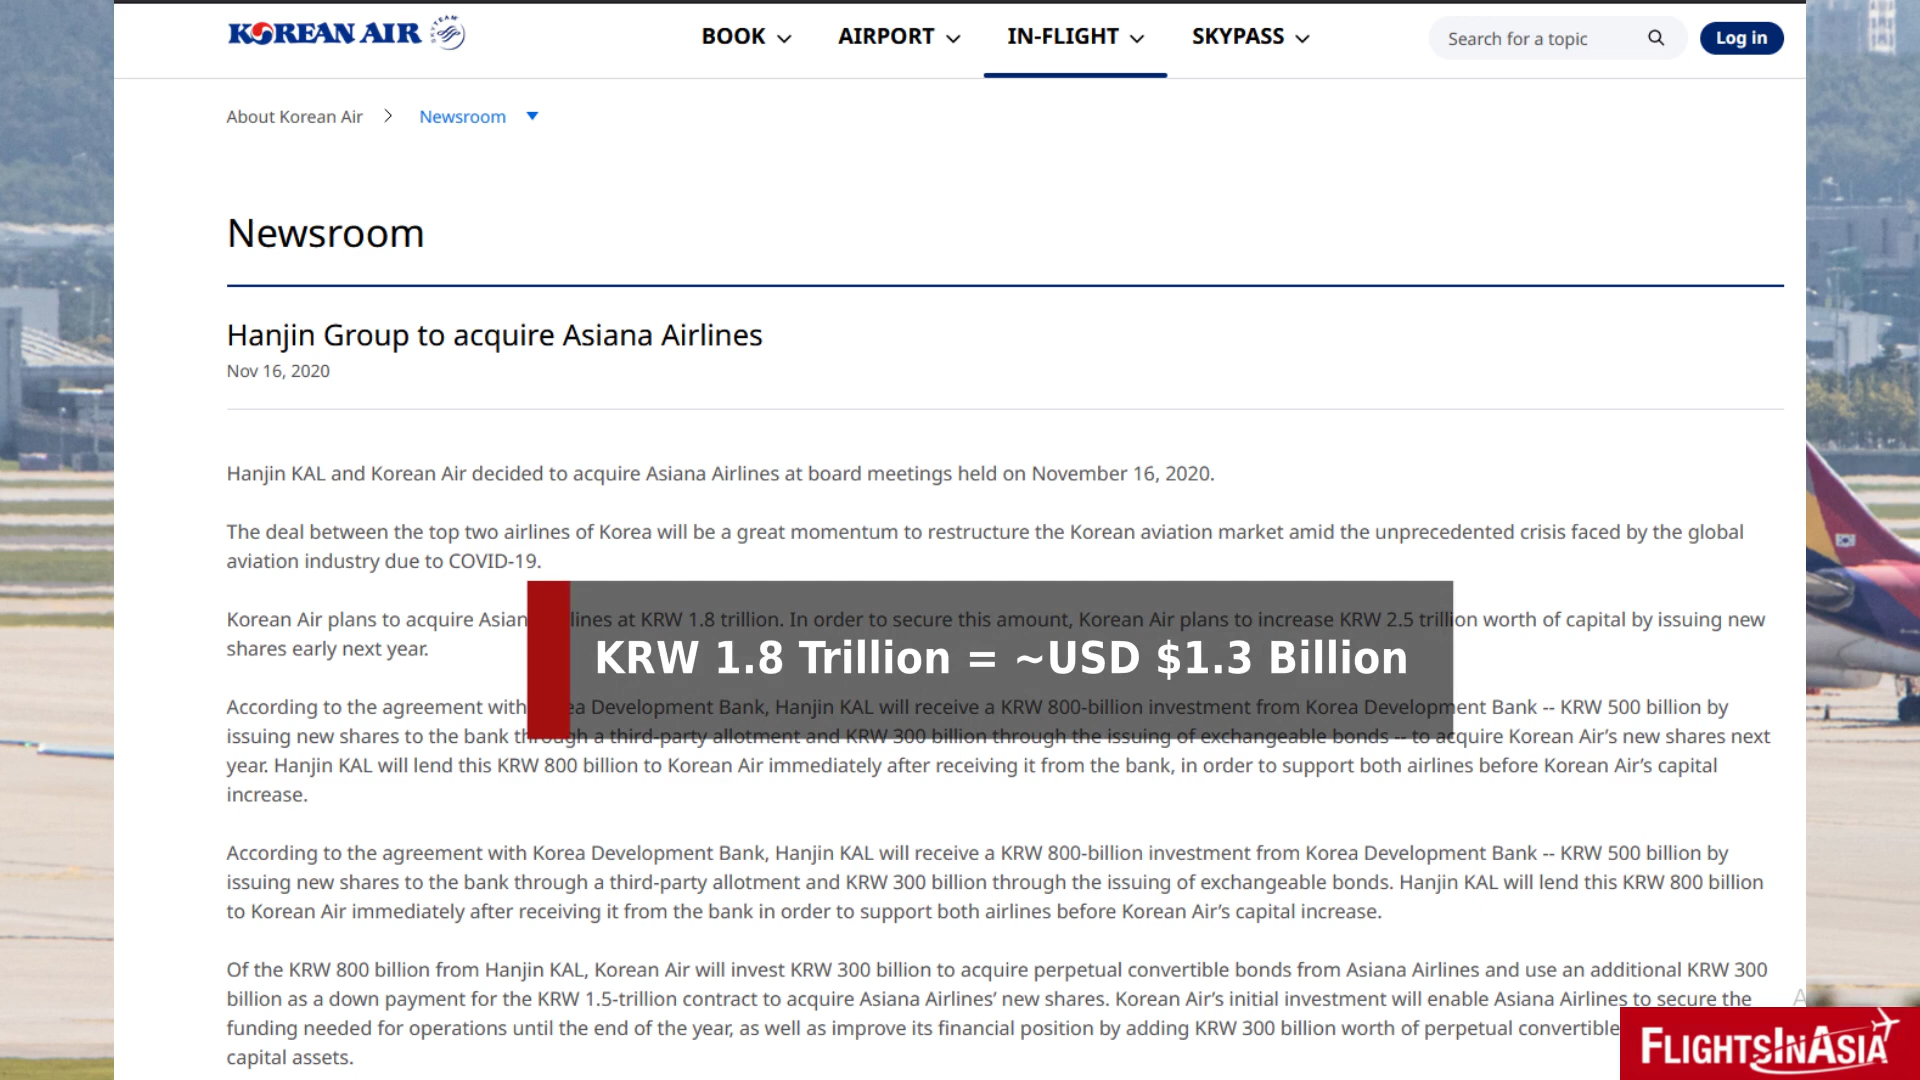 KOREAN AIR
BOOK
AIRPORT
IN-FLIGHT
SKYPASS
Search for a topic
Log in
About Korean Air
Newsroom
Newsroom
Hanjin Group to acquire Asiana Airlines
Nov 16, 2020
Hanjin KAL and Korean Air decided to acquire Asiana Airlines at board meetings held on November 16, 2020.
The deal between the top two airlines of Korea will be a great momentum to restructure the Korean aviation market amid the unprecedented crisis faced by the global
aviation industry due to COVID-19.
Korean Air plans to acquire Asian lines at KRW 1.8 trillion. In order to secure this amount, Korean Air plans to increase KRW 2.5 trillion worth of capital by issuing new
shares early next year.
KRW 1.8 Trillion = ~USD $1.3 Billion
According to the agreement with ea Development Bank, Hanjin KAL will receive a KRW 800-billion investment from Korea Development Bank -- KRW 500 billion by
issuing new shares to the bank through a third-party allotment and KRW 300 billion through the issuing of exchangeable bonds -- to acquire Korean Air's new shares next
year. Hanjin KAL will lend this KRW 800 billion to Korean Air immediately after receiving it from the bank, in order to support both airlines before Korean Air's capital
increase.
According to the agreement with Korea Development Bank, Hanjin KAL will receive a KRW 800-billion investment from Korea Development Bank -- KRW 500 billion by
issuing new shares to the bank through a third-party allotment and KRW 300 billion through the issuing of exchangeable bonds. Hanjin KAL will lend this KRW 800 billion
to Korean Air immediately after receiving it from the bank in order to support both airlines before Korean Air's capital increase.
Of the KRW 800 billion from Hanjin KAL, Korean Air will invest KRW 300 billion to acquire perpetual convertible bonds from Asiana Airlines and use an additional KRW 300
billion as a down payment for the KRW 1.5-trillion contract to acquire Asiana Airlines' new shares. Korean Air's initial investment will enable Asiana Airlines to secure the
funding needed for operations until the end of the year, as well as improve its financial position by adding KRW 300 billion worth of perpetual convertible
capital assets.
FLIGHTSINASIA